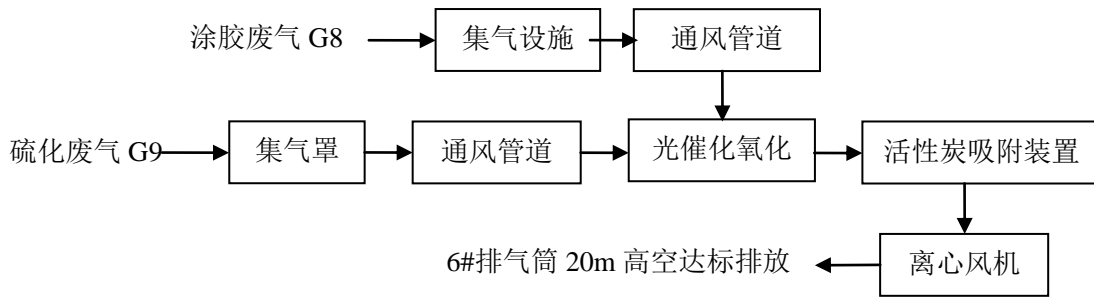 涂胶废气 G8
集气设施
通风管道
硫化废气 G9
集气罩
通风管道
光催化氧化
活性炭吸附装置
离心风机
6#排气筒 20m 高空达标排放